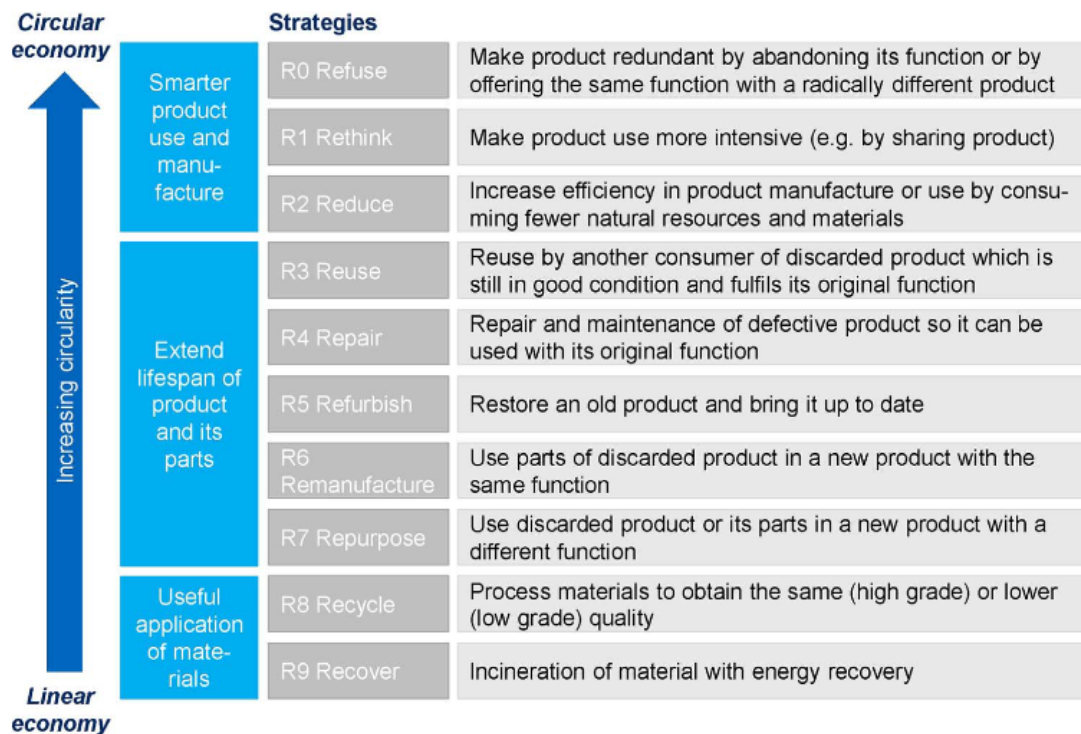 Circular
economy
Strategies
Increasing circularity
Linear
economy
Smarter
product
use and
manu-
facture
R0 Refuse
Make product redundant by abandoning its function or by
offering the same function with a radically different product
R1 Rethink
Make product use more intensive (e.g. by sharing product)
R2 Reduce
Increase efficiency in product manufacture or use by consu-
ming fewer natural resources and materials
Extend
lifespan of
product
and its
parts
R3 Reuse
Reuse by another consumer of discarded product which is
still in good condition and fulfils its original function
R4 Repair
Repair and maintenance of defective product so it can be
used with its original function
R5 Refurbish
Restore an old product and bring it up to date
R6
Remanufacture
Use parts of discarded product in a new product with the
same function
R7 Repurpose
Use discarded product or its parts in a new product with a
different function
Useful
application
of mate-
rials
R8 Recycle
Process materials to obtain the same (high grade) or lower
(low grade) quality
R9 Recover
Incineration of material with energy recovery